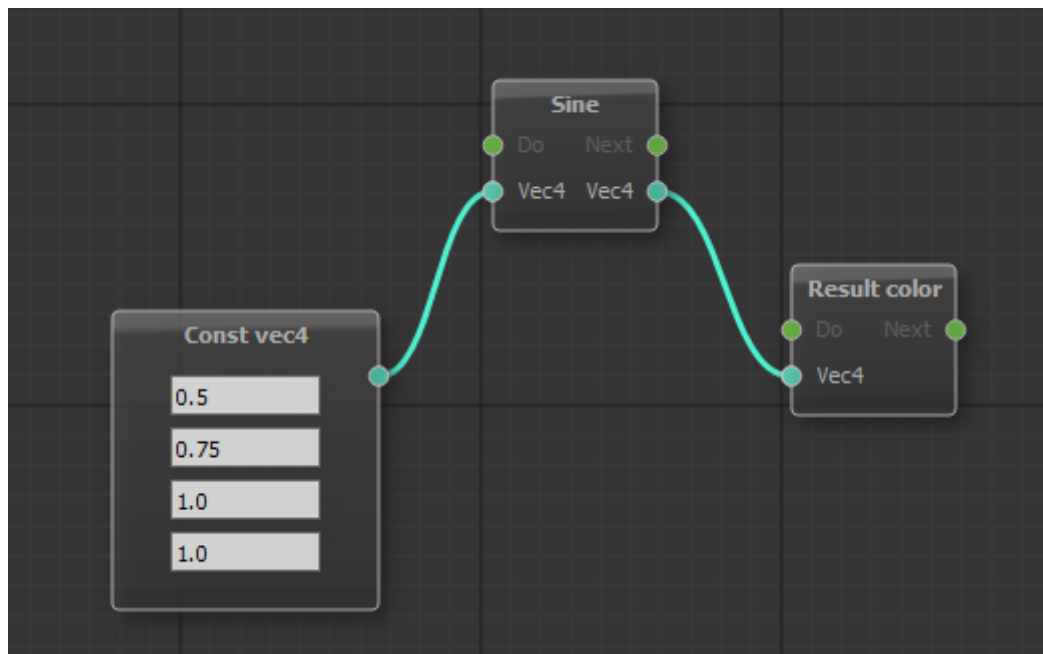 Sine
Do Next
Vec4 Vec4
Result color
Do Next
Vec4
Const vec4
0.5
0.75
1.0
1.0